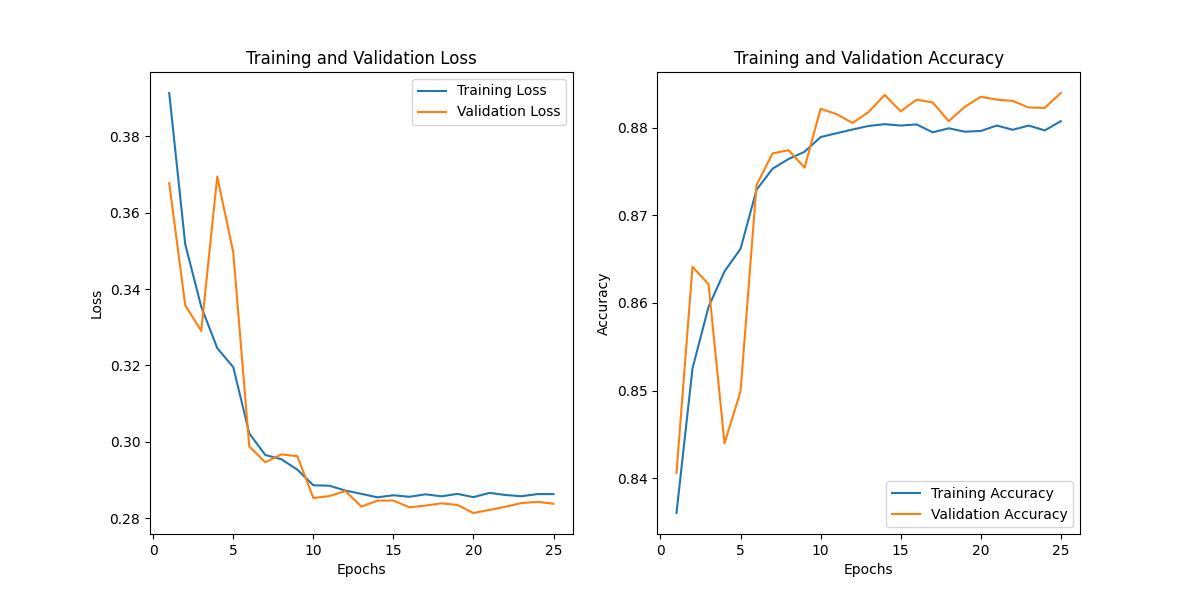 Training and Validation Loss
Training Loss
Validation Loss
0.38
0.36
0.34
0.32
0.30
0.28
Loss
0 5 10 15 20 25
Epochs
Training and Validation Accuracy
0.88
0.87
0.86
0.85
0.84
Accuracy
Training Accuracy
Validation Accuracy
0 5 10 15 20 25
Epochs